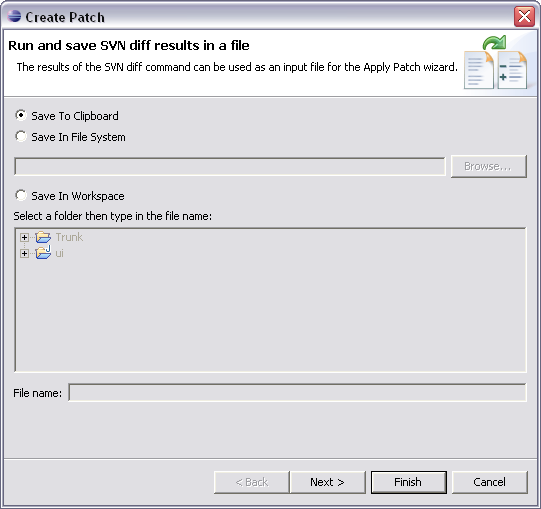 Create Patch
Run and save SVN diff results in a file
The results of the SVN diff command can be used as an input file for the Apply Patch wizard.
Save To Clipboard
Save In File System
Browse...
Save In Workspace
Select a folder then type in the file name:
Trunk
ui
File name:
< Back Next > Finish Cancel